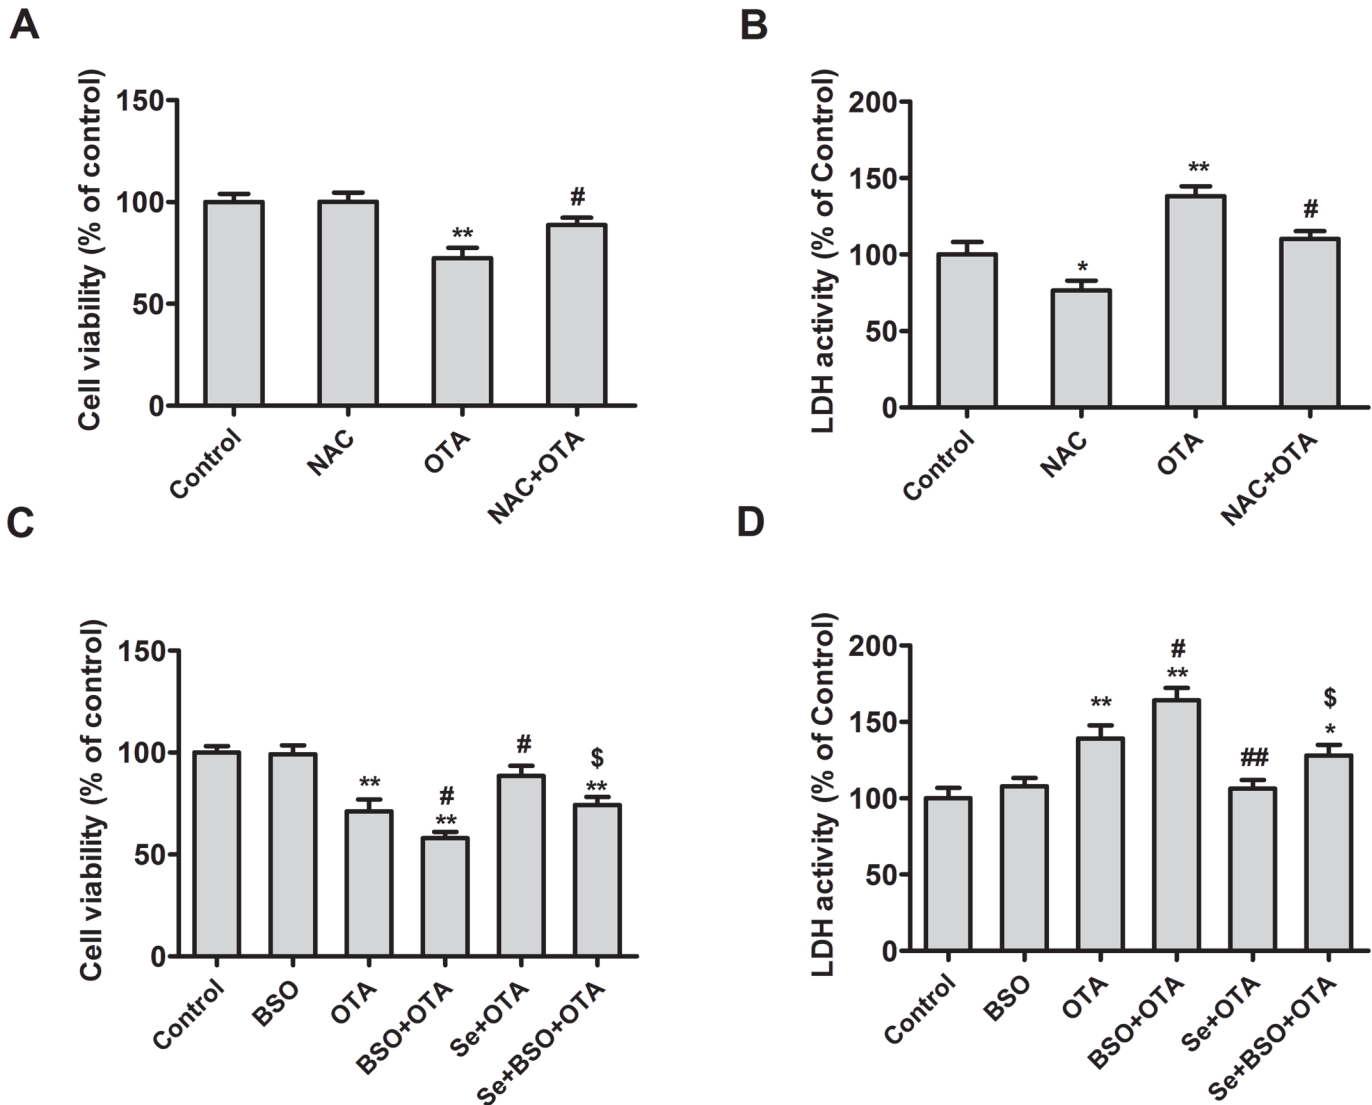 A
Cell viability (% of control)
150
100
50
0
**
#
Control
NAC
OTA
NAC+OTA
B
LDH activity (% of Control)
200
150
100
50
0
*
**
#
Control
NAC
OTA
NAC+OTA
C
Cell viability (% of control)
150
100
50
0
**
#
**
#
$
**
Control
BSO
OTA
BSO+OTA
Se+OTA
Se+BSO+OTA
D
LDH activity (% of Control)
200
150
100
50
0
**
#
**
##
$
*
Control
BSO
OTA
BSO+OTA
Se+OTA
Se+BSO+OTA